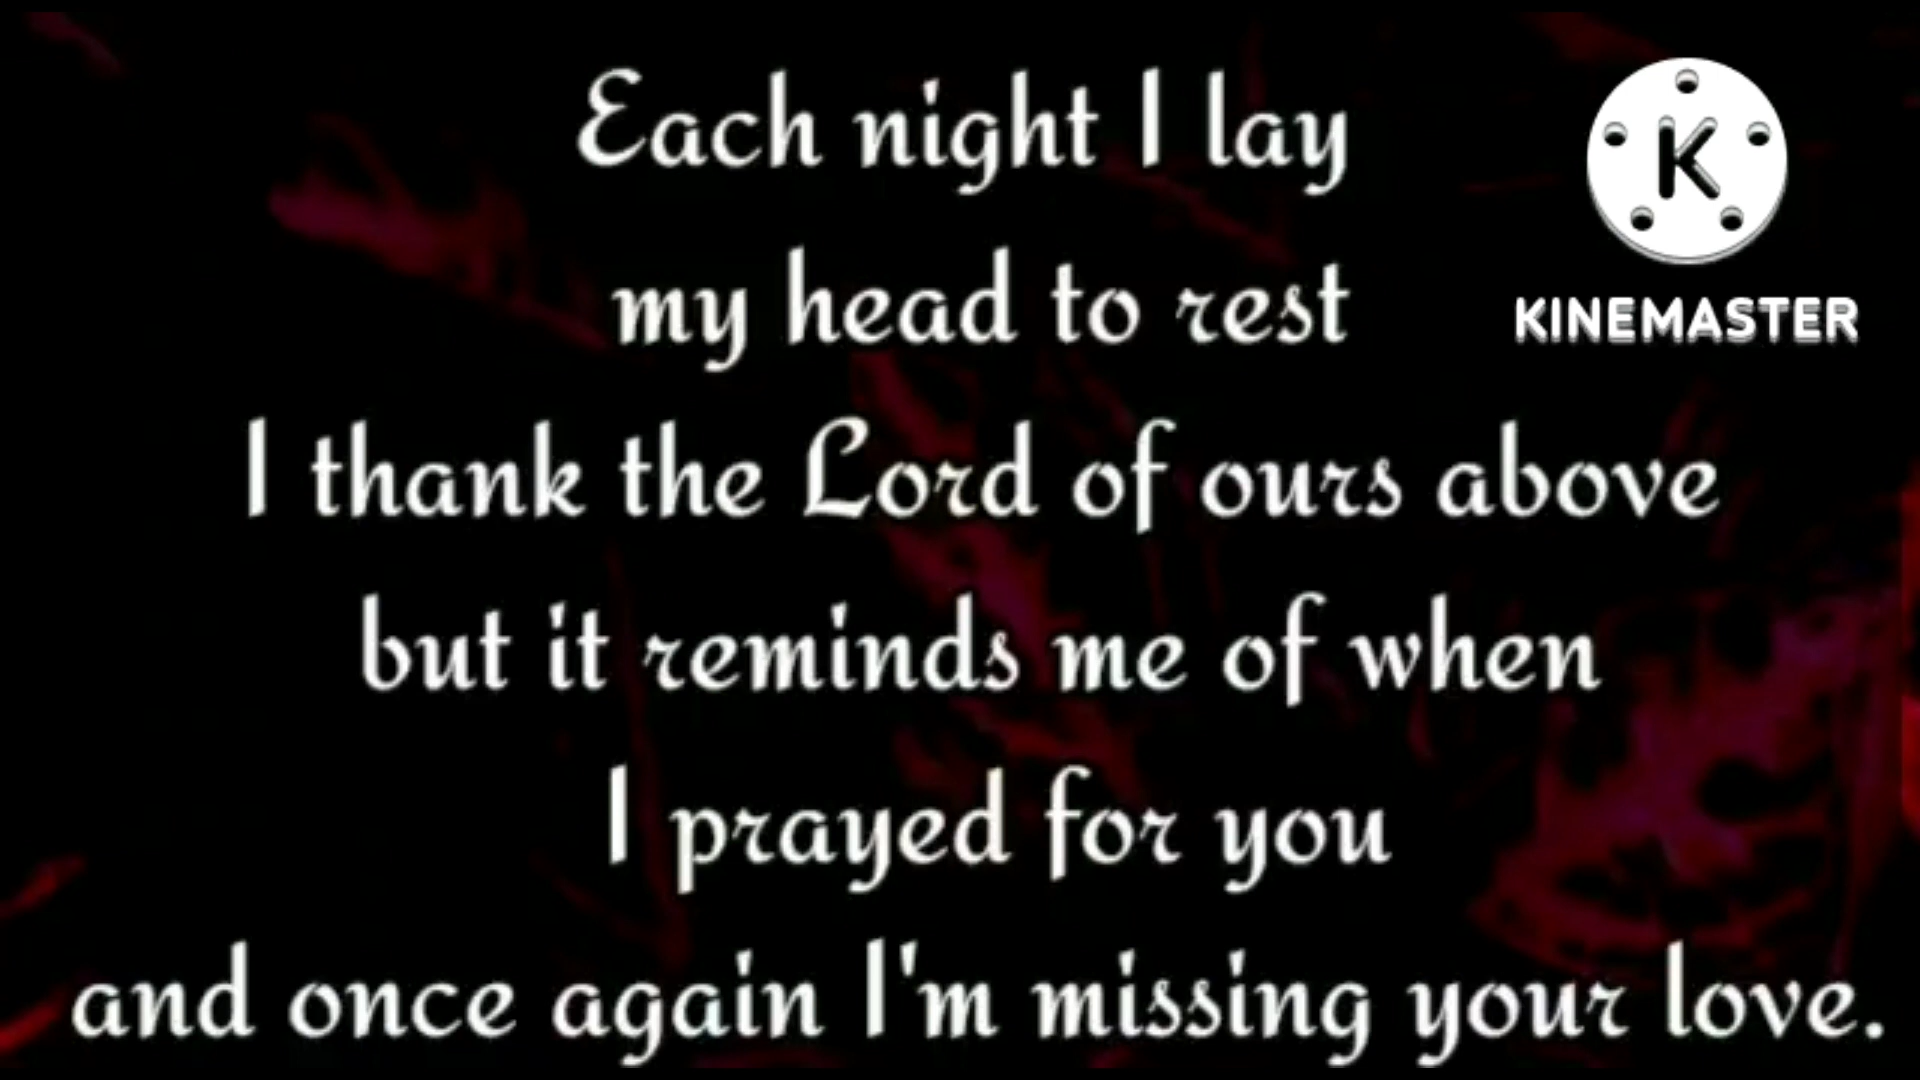 Each night I lay
my head to rest
I thank the Lord of ours above
but it reminds me of when
I prayed for you
and once again I'm missing your love.
K
KINEMASTER